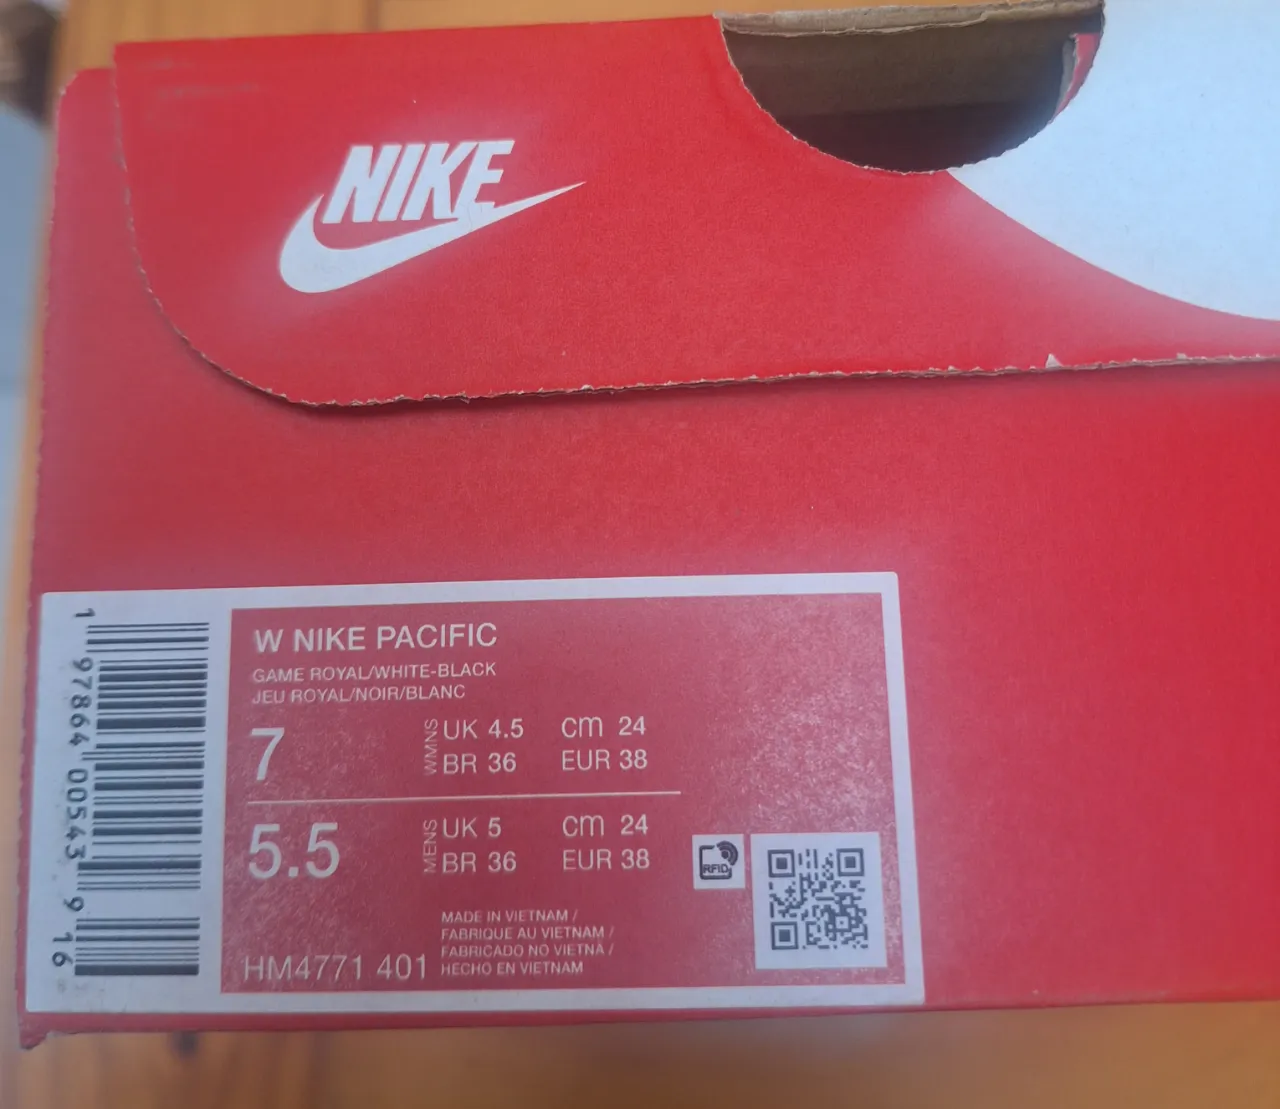 NIKE
W NIKE PACIFIC
GAME ROYAL/WHITE-BLACK
JEU ROYAL/NOIR/BLANC
7 WMNS UK 4.5 CM 24
BR 36 EUR 38
5.5 MENS UK 5 CM 24
BR 36 EUR 38
RFID
MADE IN VIETNAM /
FABRIQUE AU VIETNAM /
FABRICADO NO VIETNÃ /
HM4771 401 HECHO EN VIETNAM
1 97864 00543 9 16